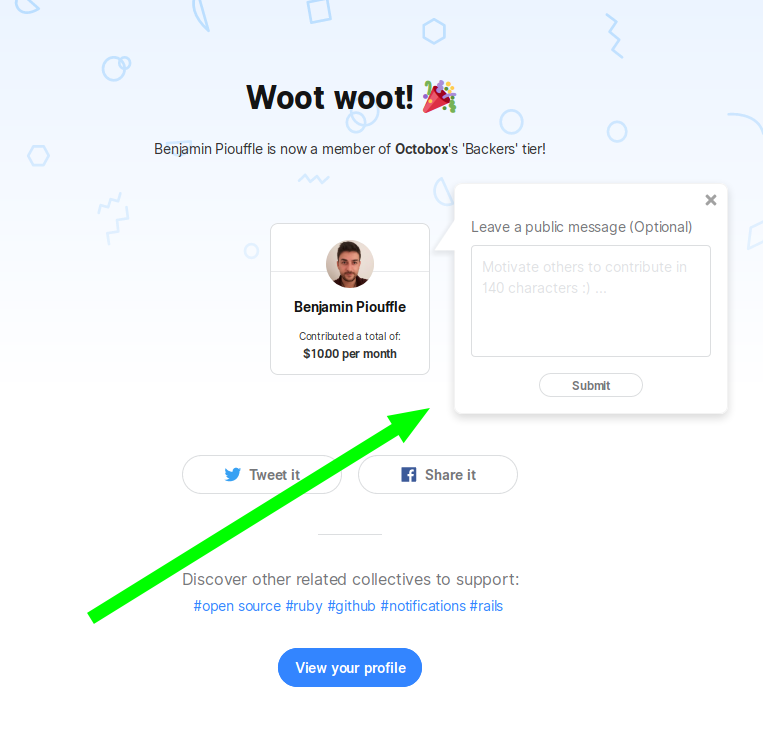 Woot woot!
Benjamin Piouffle is now a member of Octobox's 'Backers' tier!
Leave a public message (Optional)
Motivate others to contribute in
140 characters :) ...
Submit
Benjamin Piouffle
Contributed a total of:
$10.00 per month
Tweet it
Share it
Discover other related collectives to support:
#open source #ruby #github #notifications #rails
View your profile